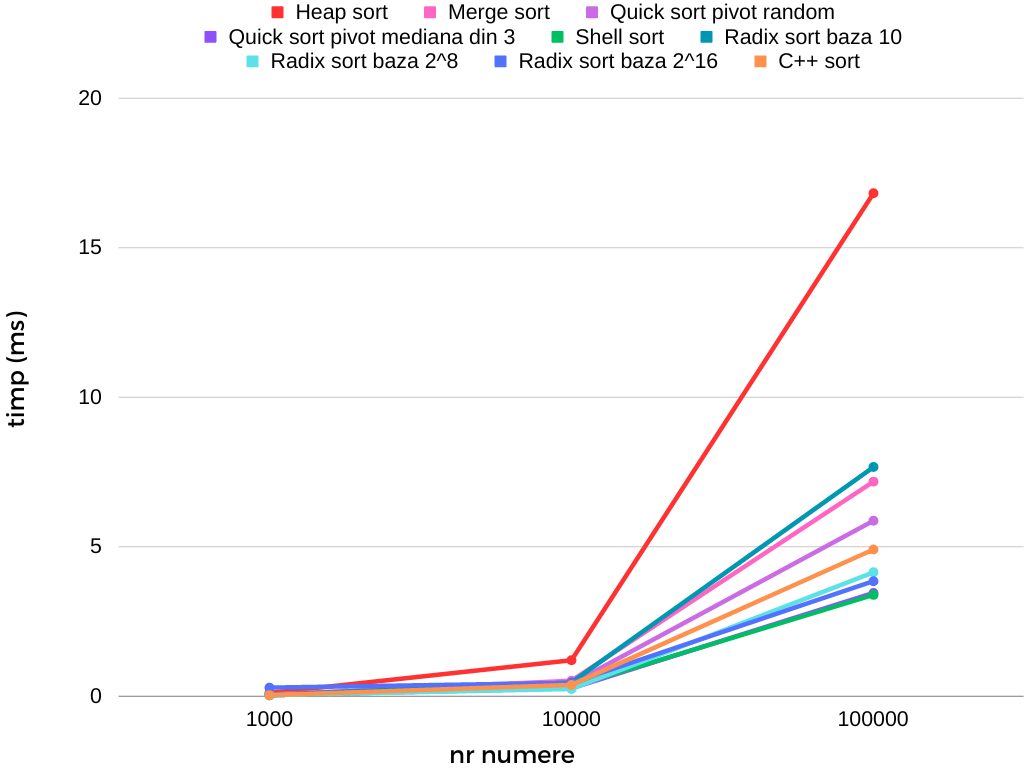 Heap sort Merge sort Quick sort pivot random
Quick sort pivot mediana din 3 Shell sort Radix sort baza 10
Radix sort baza 2^8 Radix sort baza 2^16 C++ sort
20
15
10
5
0
timp (ms)
1000 10000 100000
nr numere